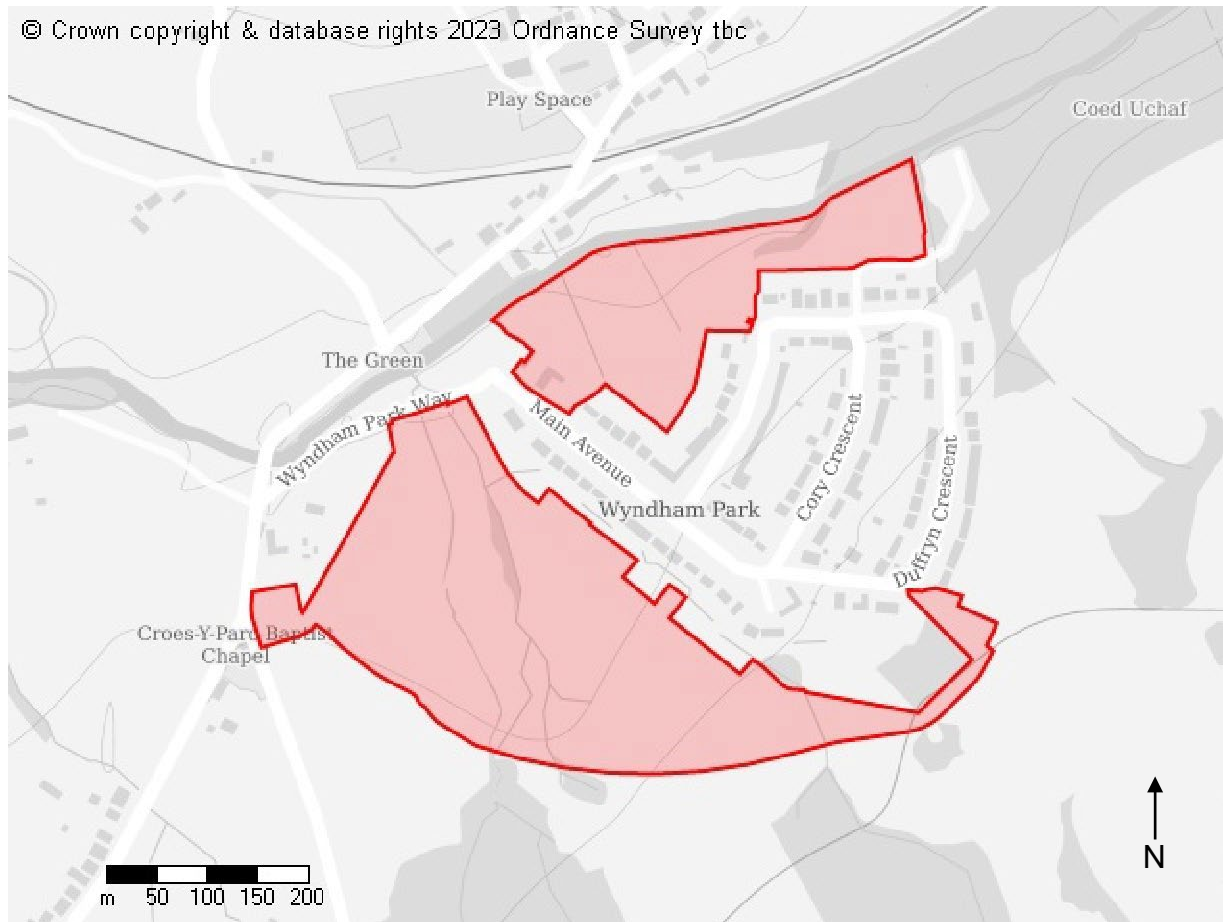 © Crown copyright & database rights 2023 Ordnance Survey tbc
Play Space
Coed Uchaf
The Green
Wyndham Park Way
Main Avenue
Cory Crescent
Wyndham Park
Duffryn Crescent
Croes-Y-Parc Baptist
Chapel
m 50 100 150 200
N